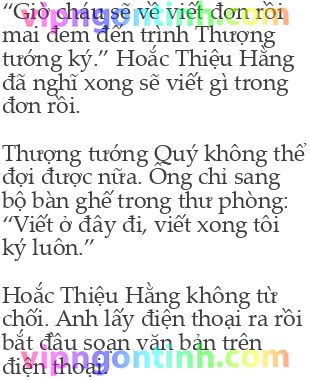 “Giờ cháu sẽ về viết đơn rồi
mai đem đến trình Thượng
tướng ký.” Hoắc Thiệu Hằng
đã nghĩ xong sẽ viết gì trong
đơn rồi.
Thượng tướng Quý không thể
đợi được nữa. Ông chỉ sang
bộ bàn ghế trong thư phòng:
“Viết ở đây đi, viết xong tôi
ký luôn.”
Hoắc Thiệu Hằng không từ
chối. Anh lấy điện thoại ra rồi
bắt đầu soạn văn bản trên
điện thoại.
vipngontinh.com
vipngontinh.com